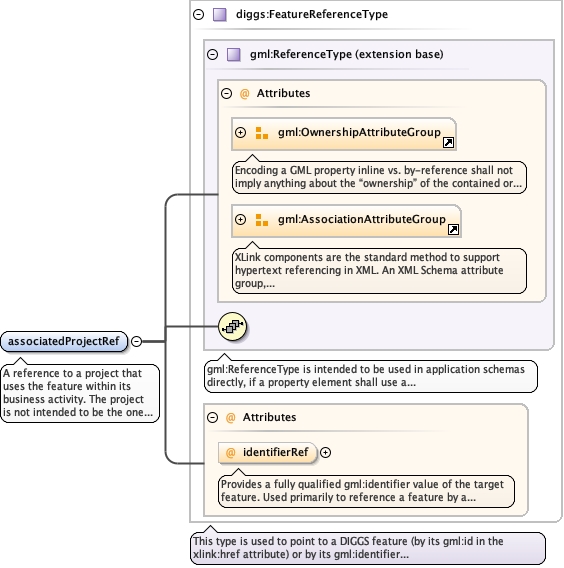 diggs:FeatureReferenceType
gml:ReferenceType (extension base)
@ Attributes
gml:OwnershipAttributeGroup
Encoding a GML property inline vs. by-reference shall not
imply anything about the “ownership” of the contained or...
gml:AssociationAttributeGroup
XLink components are the standard method to support
hypertext referencing in XML. An XML Schema attribute
group,...
associatedProjectRef
A reference to a project that
uses the feature within its
business activity. The project
is not intended to be the one...
gml:ReferenceType is intended to be used in application schemas
directly, if a property element shall use a...
@ Attributes
@ identifierRef
Provides a fully qualified gml:identifier value of the target
feature. Used primarily to reference a feature by a...
This type is used to point to a DIGGS feature (by its gml:id in the
xlink:href attribute) or by its gml:identifier...